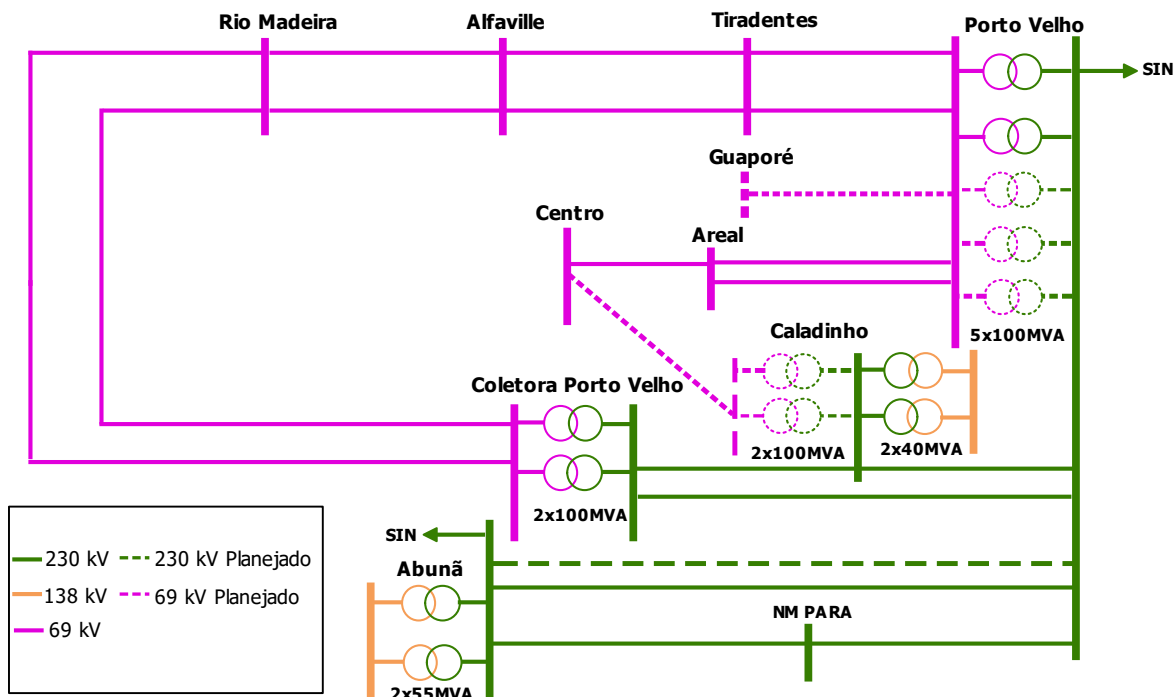 Rio Madeira
Alfaville
Tiradentes
Porto Velho
SIN
Guaporé
Centro
Areal
5x100MVA
Caladinho
Coletora Porto Velho
2x100MVA
2x40MVA
2x100MVA
SIN
Abunã
NM PARA
2x55MVA
230 kV
230 kV Planejado
138 kV
69 kV Planejado
69 kV